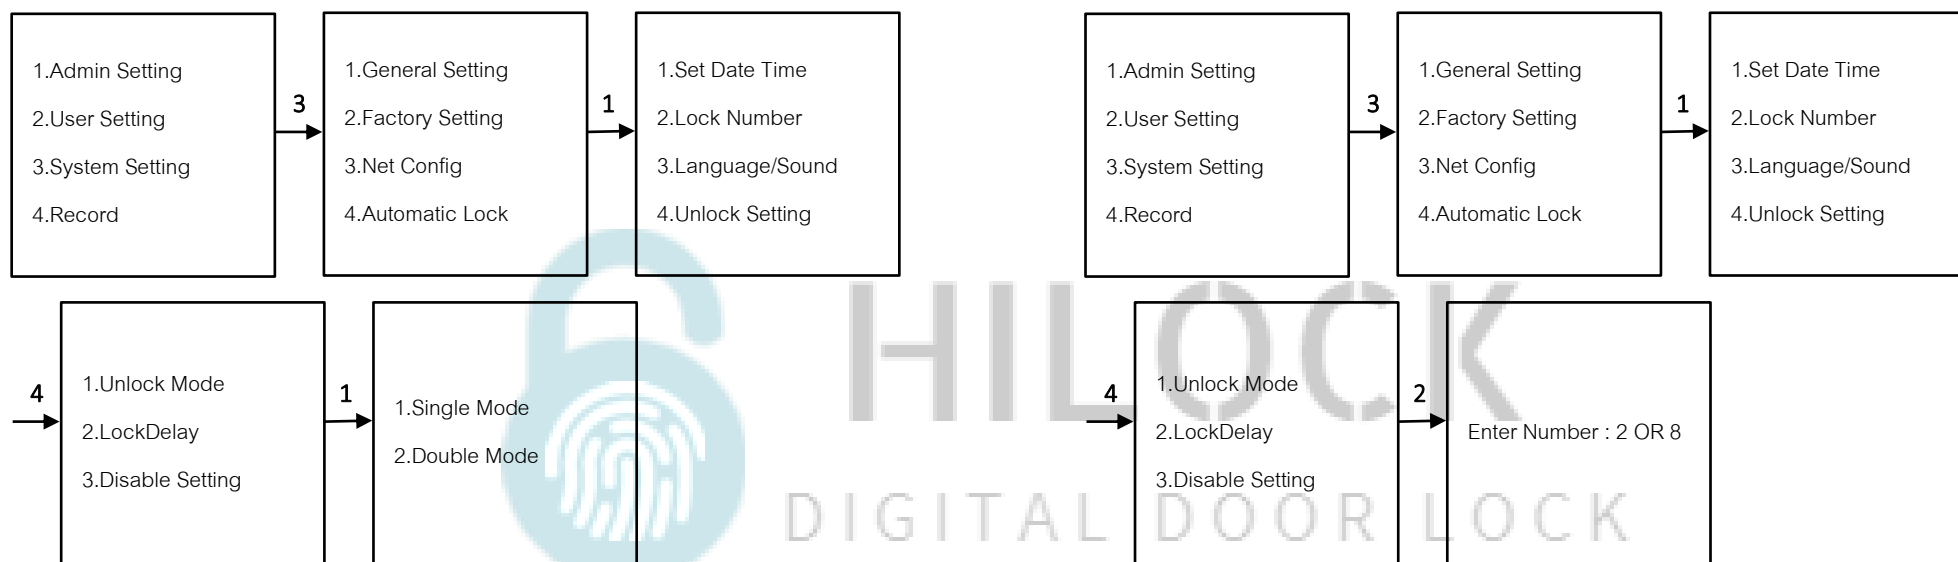 1.Admin Setting
2.User Setting
3.System Setting
4.Record
3
1.General Setting
2.Factory Setting
3.Net Config
4.Automatic Lock
1
1.Set Date Time
2.Lock Number
3.Language/Sound
4.Unlock Setting
4
1.Unlock Mode
2.LockDelay
3.Disable Setting
1
1.Single Mode
2.Double Mode
1.Admin Setting
2.User Setting
3.System Setting
4.Record
3
1.General Setting
2.Factory Setting
3.Net Config
4.Automatic Lock
1
1.Set Date Time
2.Lock Number
3.Language/Sound
4.Unlock Setting
4
1.Unlock Mode
2.LockDelay
3.Disable Setting
2
Enter Number : 2 OR 8
HILOCK
DIGITAL DOOR LOCK